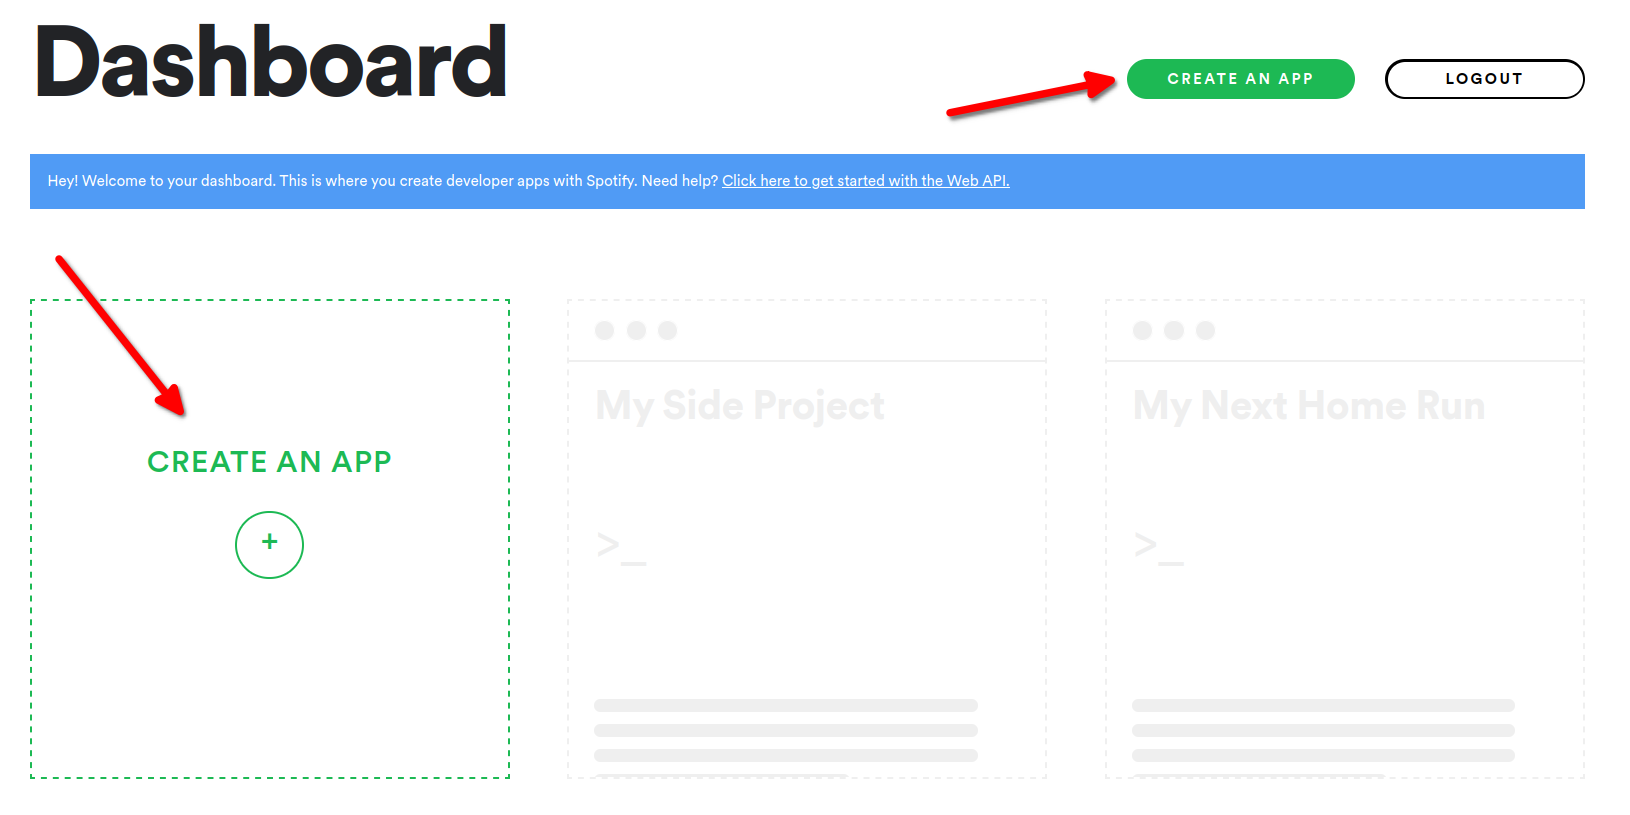 Dashboard
CREATE AN APP
LOGOUT
Hey! Welcome to your dashboard. This is where you create developer apps with Spotify. Need help? Click here to get started with the Web API.
CREATE AN APP
+
My Side Project
>_
My Next Home Run
>_